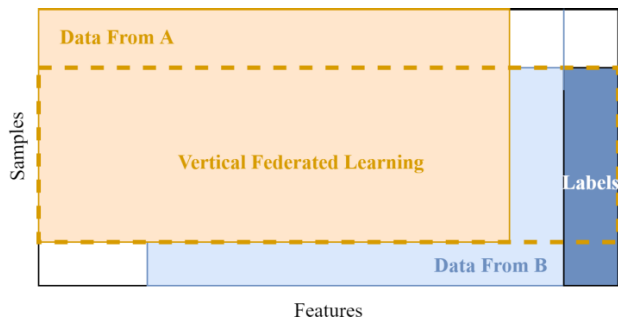 Data From A
Samples
Vertical Federated Learning
Labels
Data From B
Features